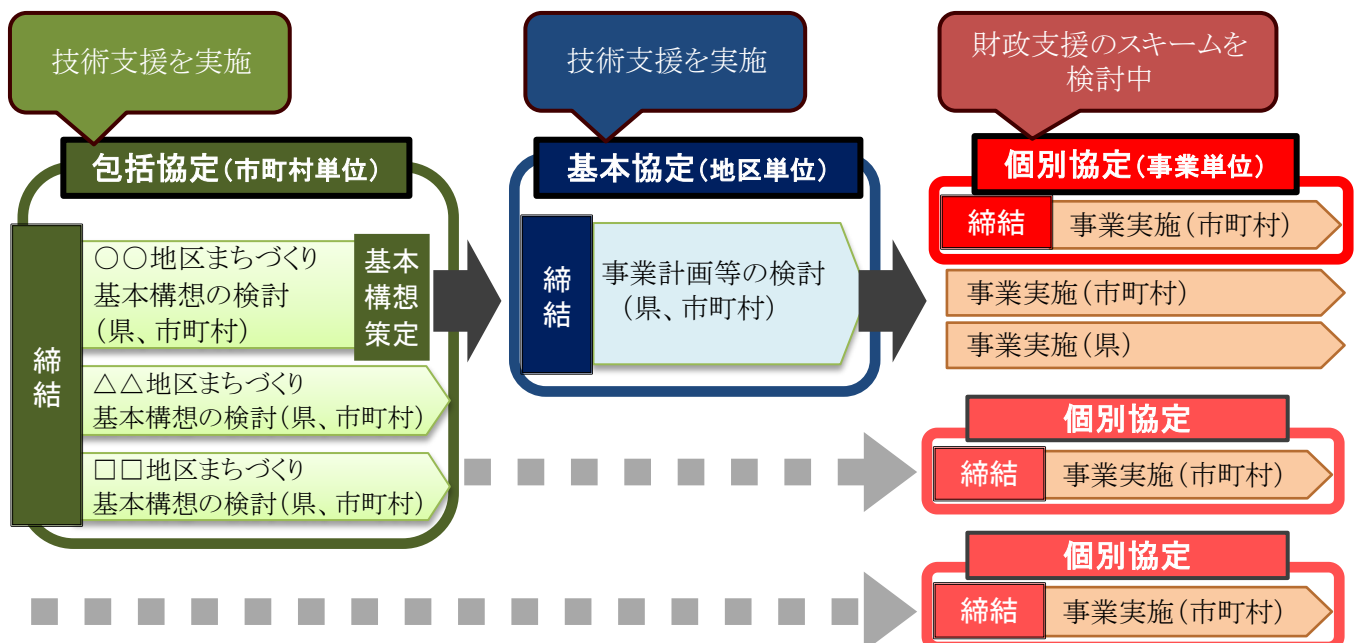 技術支援を実施
技術支援を実施
財政支援のスキームを
検討中
包括協定(市町村単位)
締結
○○地区まちづくり
基本構想の検討
(県、市町村)
基本構想策定
△△地区まちづくり
基本構想の検討(県、市町村)
□□地区まちづくり
基本構想の検討(県、市町村)
基本協定(地区単位)
締結
事業計画等の検討
(県、市町村)
個別協定(事業単位)
締結
事業実施(市町村)
事業実施(市町村)
事業実施(県)
個別協定
締結
事業実施(市町村)
個別協定
締結
事業実施(市町村)